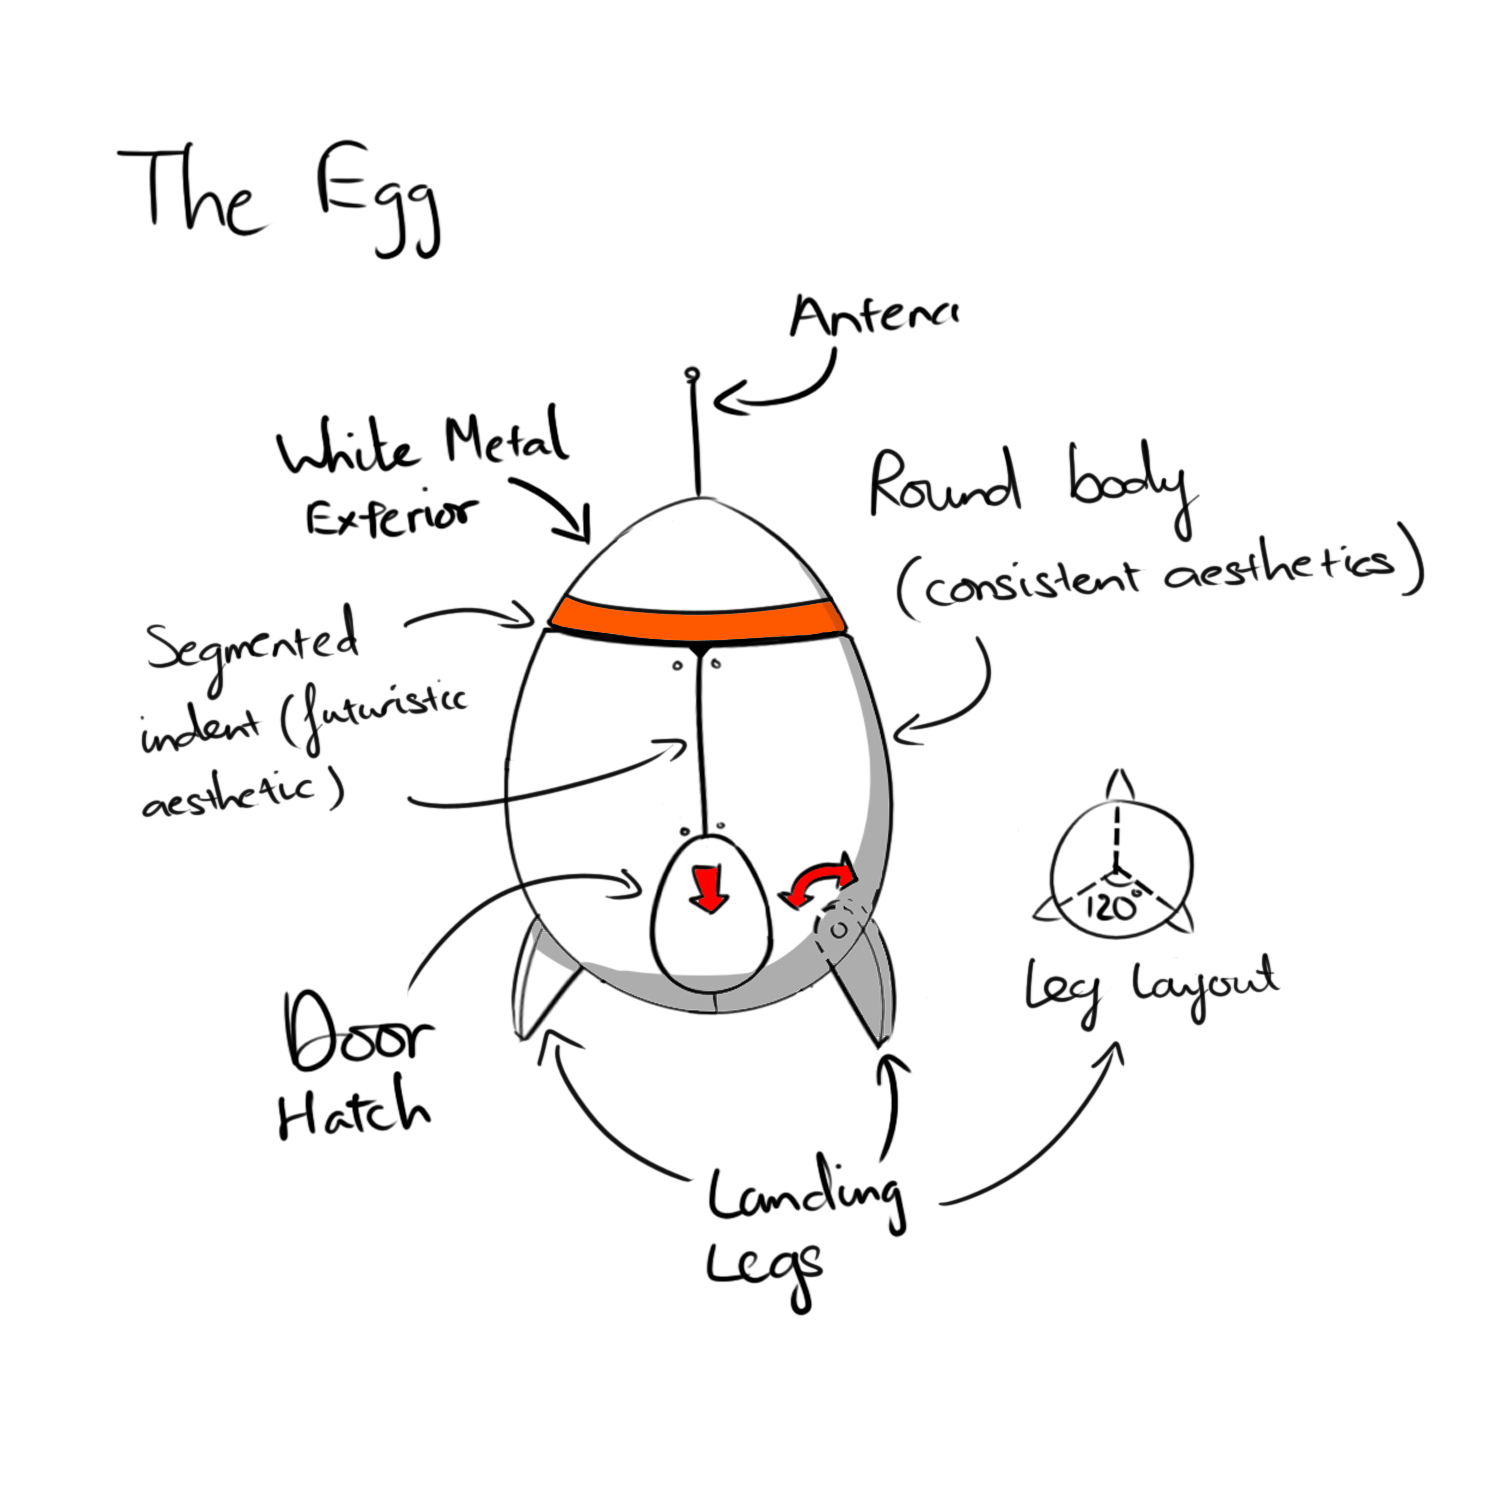 The Egg
Antena
White Metal
Exterior
Round body
(consistent aesthetics)
Segmented
indent (futuristic
aesthetic)
120°
Leg Layout
Door
Hatch
Landing
Legs